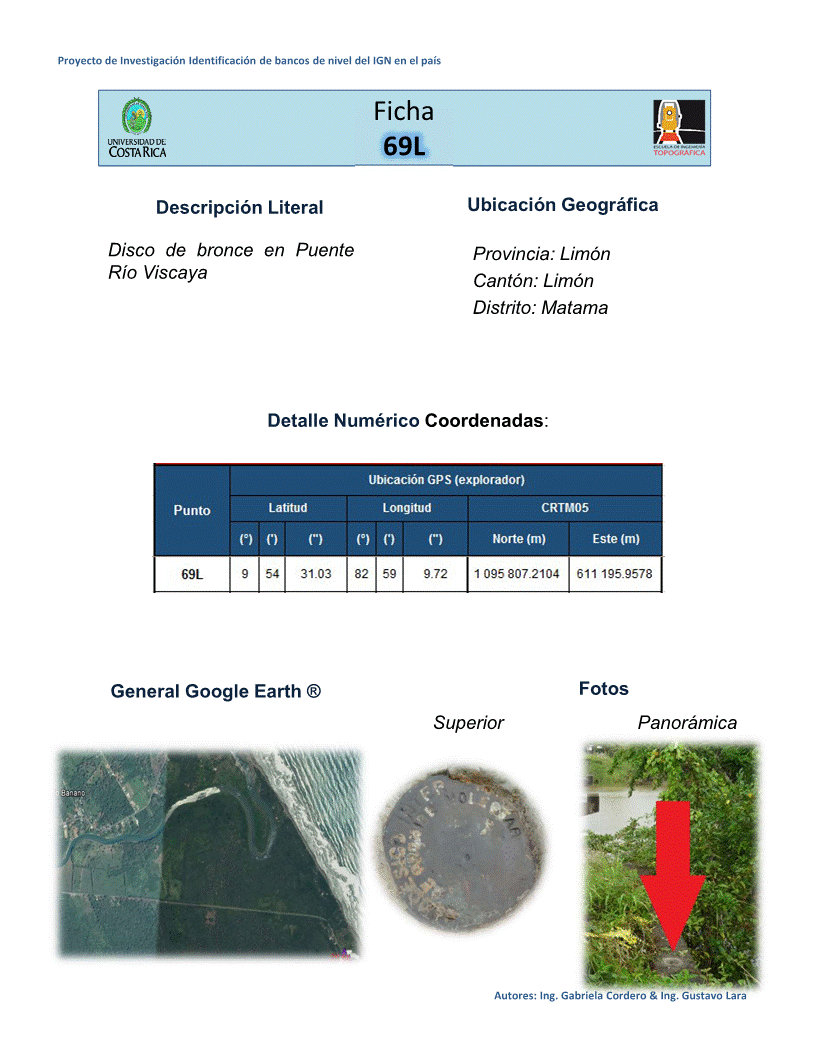 Proyecto de Investigación Identificación de bancos de nivel del IGN en el país
UNIVERSIDAD DE
COSTA RICA
Ficha
69L
ESCUELA DE INGENIERÍA
TOPOGRÁFICA
Descripción Literal
Disco de bronce en Puente
Río Viscaya
Ubicación Geográfica
Provincia: Limón
Cantón: Limón
Distrito: Matama
Detalle Numérico Coordenadas:
Punto
Ubicación GPS (explorador)
Latitud Longitud CRTM05
(°) (') (") (°) (') (") Norte (m) Este (m)
69L 9 54 31.03 82 59 9.72 1 095 807.2104 611 195.9578
General Google Earth ®
Fotos
Superior Panorámica
Banano
Autores: Ing. Gabriela Cordero & Ing. Gustavo Lara